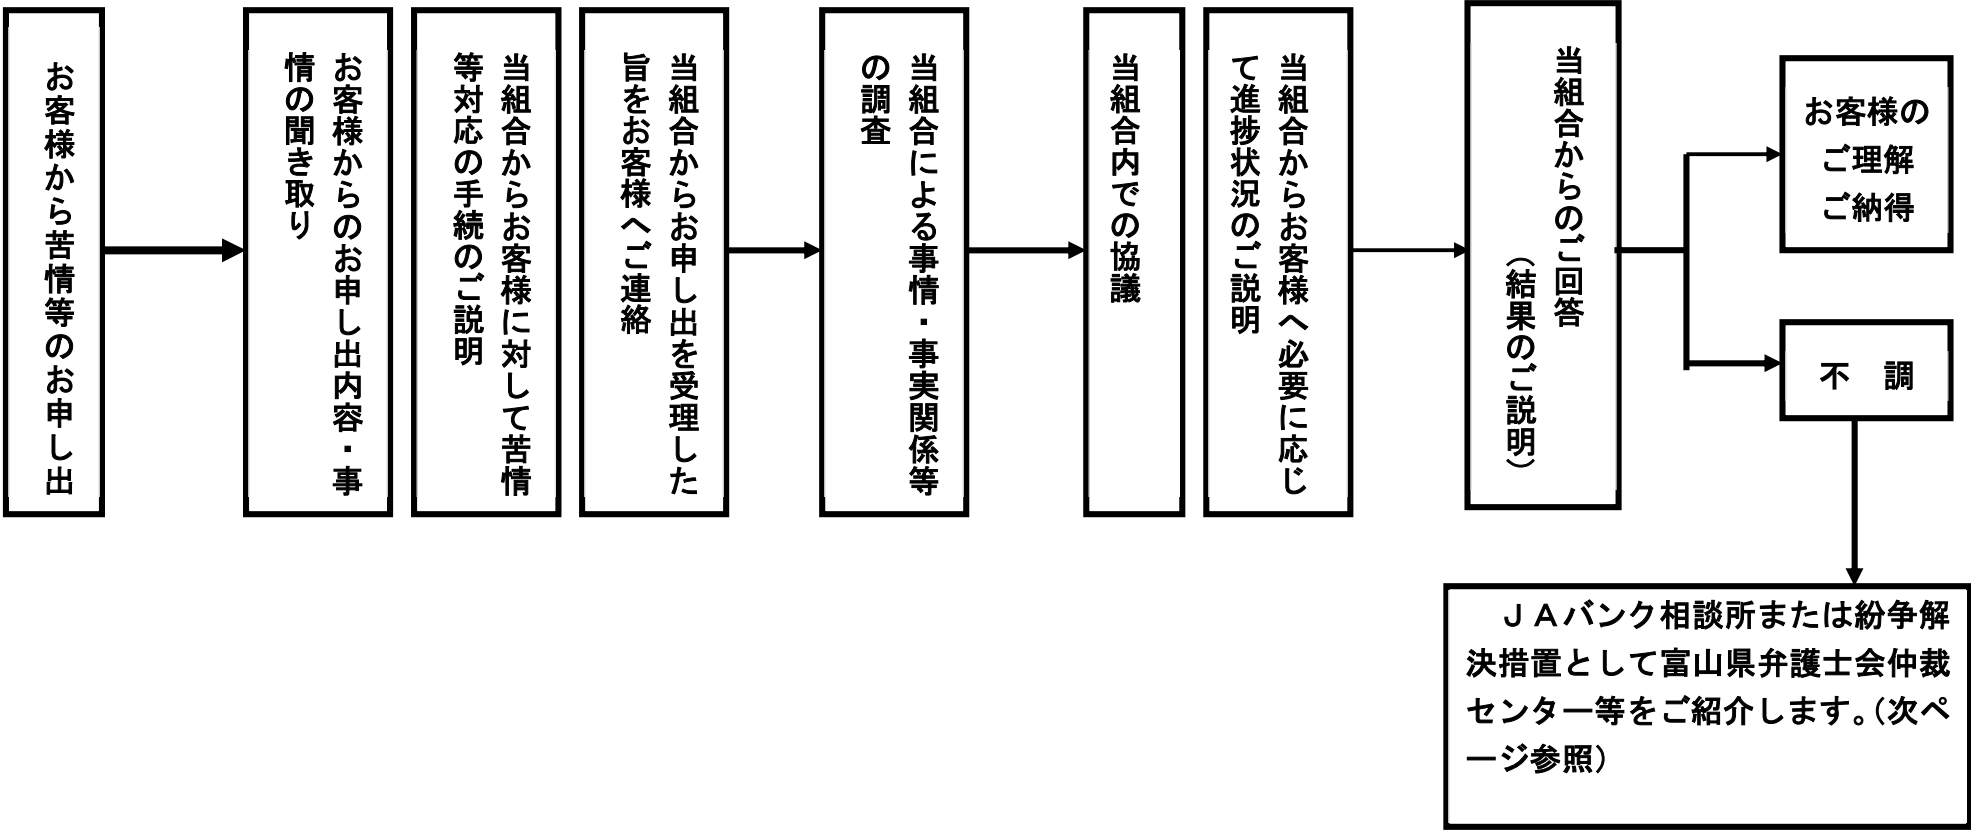 お客様から苦情等のお申し出
お客様からのお申し出内容・事
情の聞き取り
当組合からお客様に対して苦情
等対応の手続のご説明
当組合からお申し出を受理した
旨をお客様へご連絡
当組合による事情・事実関係等
の調査
当組合内での協議
当組合からお客様へ必要に応じ
て進捗状況のご説明
当組合からのご回答
（結果のご説明）
お客様の
ご理解
ご納得
不　調
ＪＡバンク相談所または紛争解
決措置として富山県弁護士会仲裁
センター等をご紹介します。（次ペ
ージ参照）